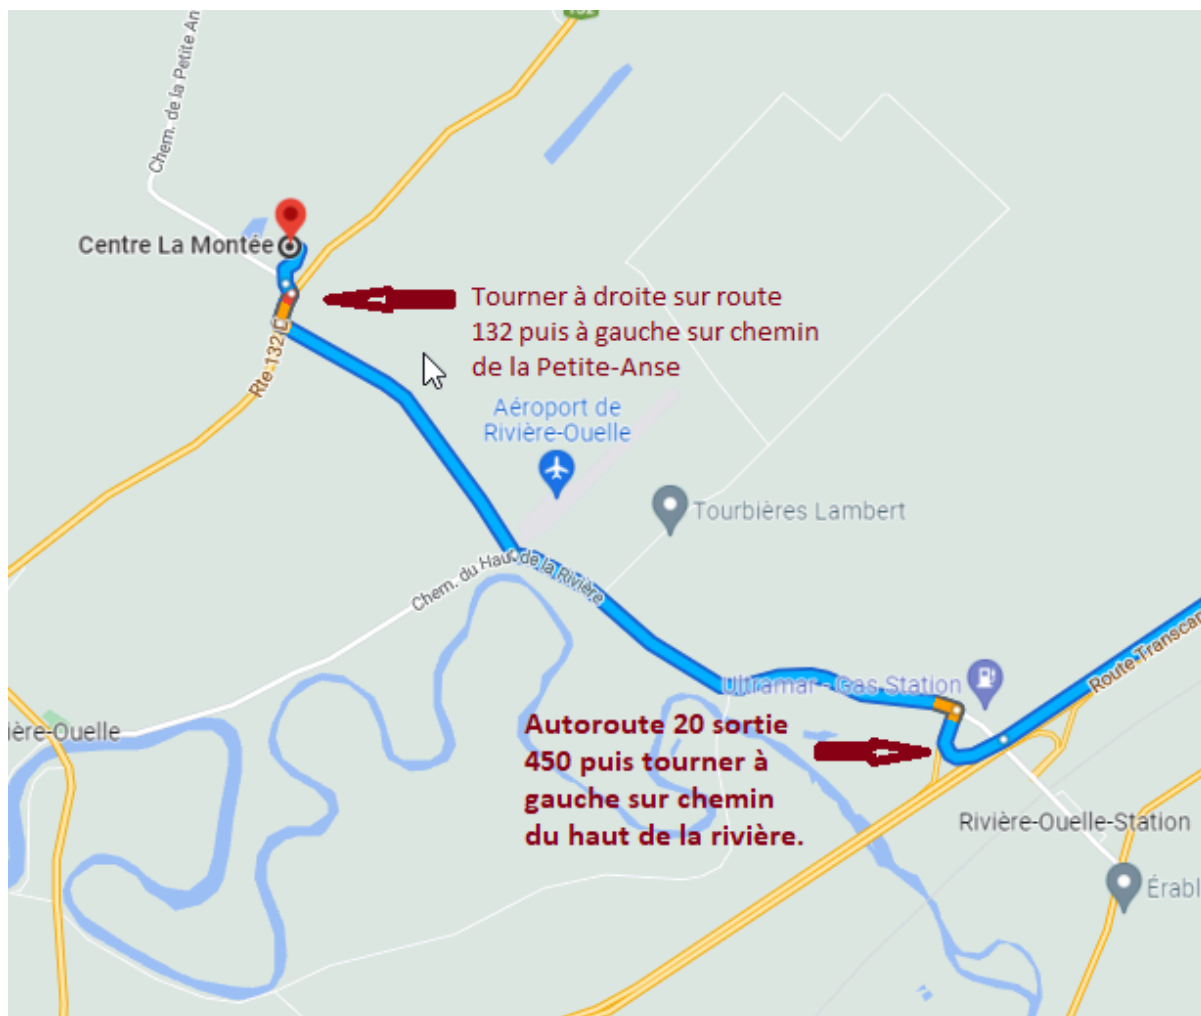 132
Chem. de la Petite An
Centre La Montée
Tourner à droite sur route
132 puis à gauche sur chemin
de la Petite-Anse
Rte 132
Aéroport de
Rivière-Ouelle
Tourbières Lambert
Chem. du Haut de la Rivière
Route Transcan
Ultramar - Gas Station
Autoroute 20 sortie
450 puis tourner à
gauche sur chemin
du haut de la rivière.
ière-Ouelle
Rivière-Ouelle-Station
Érabl